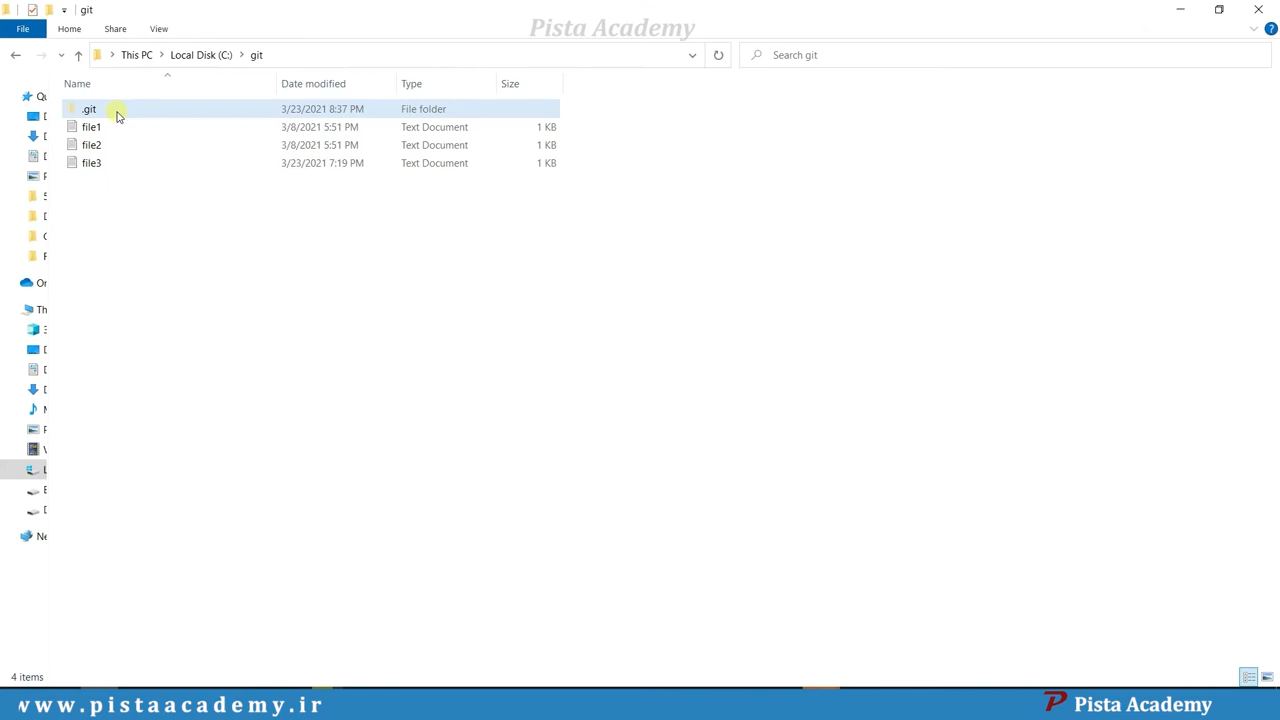 git
Pista Academy
File
Home
Share
View
This PC
Local Disk (C:)
git
Search git
Name
Date modified
Type
Size
.git
3/23/2021 8:37 PM
File folder
file1
3/8/2021 5:51 PM
Text Document
1 KB
file2
3/8/2021 5:51 PM
Text Document
1 KB
file3
3/23/2021 7:19 PM
Text Document
1 KB
4 items
www.pistaacademy.ir
Pista Academy